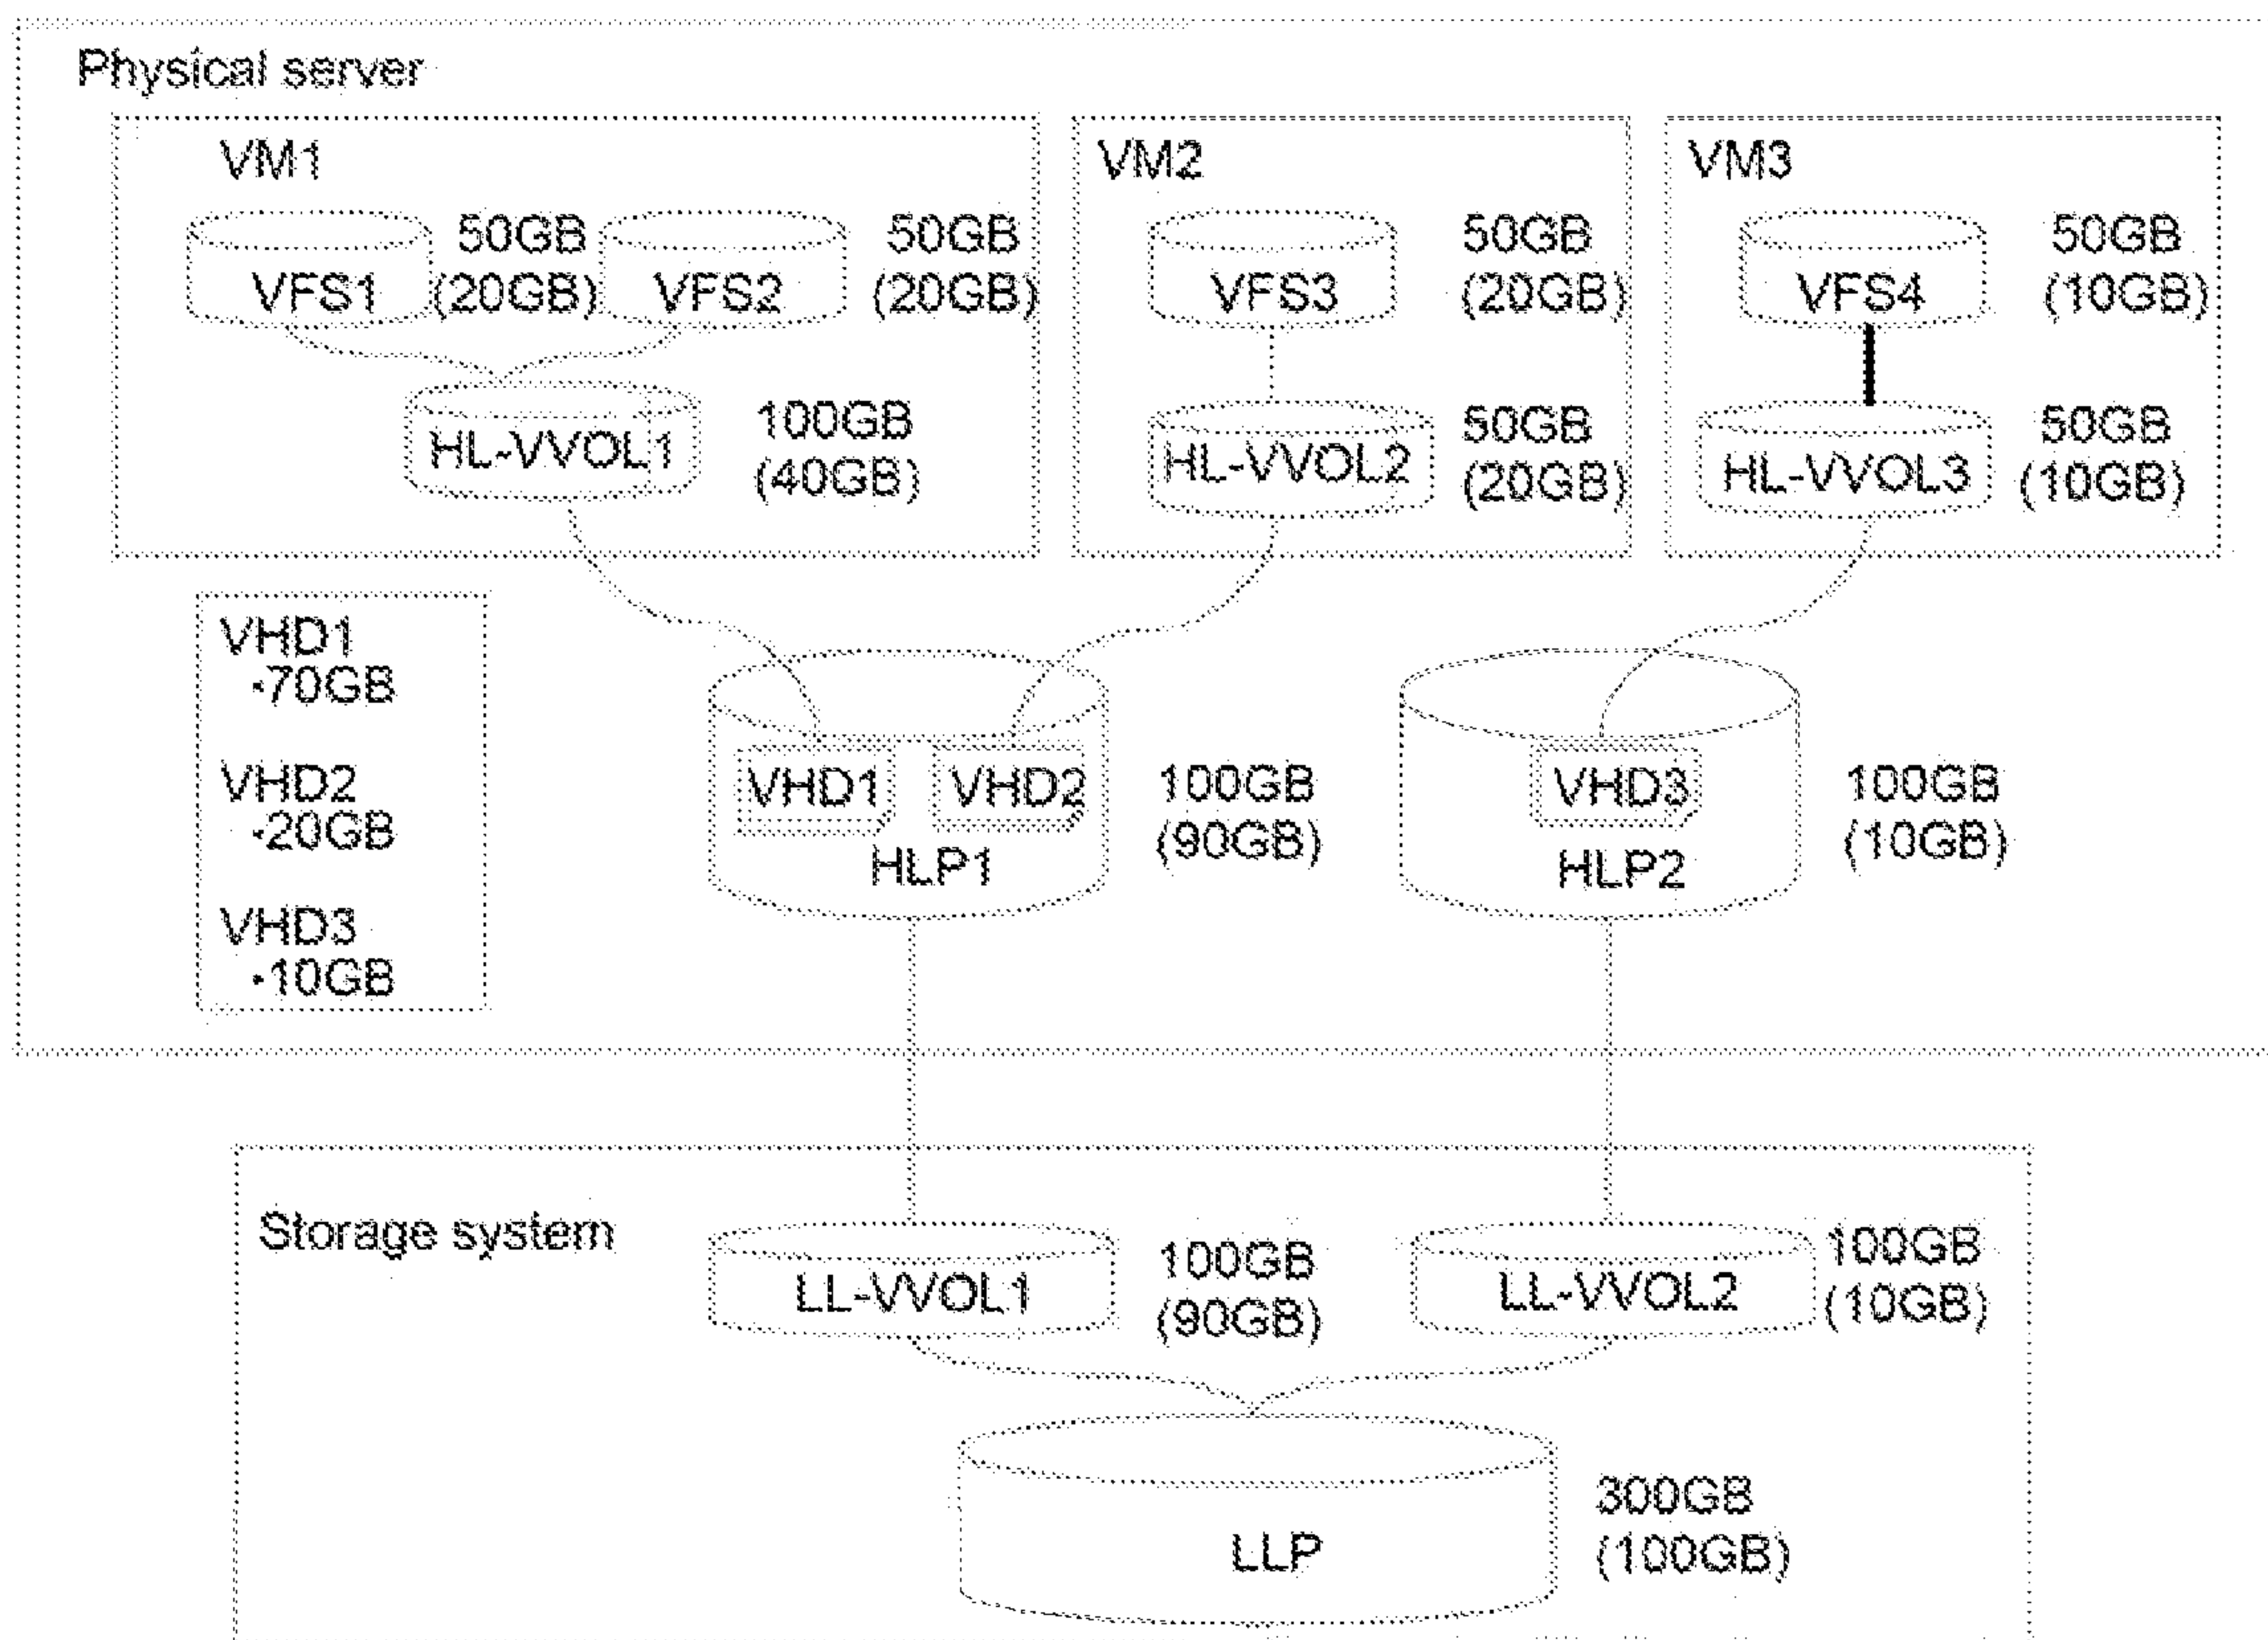 Physical server
VM1
VM2
VM3
VFS1
50GB
(20GB)
VFS2
50GB
(20GB)
VFS3
50GB
(20GB)
VFS4
50GB
(10GB)
HL-VVOL1
100GB
(40GB)
HL-VVOL2
50GB
(20GB)
HL-VVOL3
50GB
(10GB)
VHD1
·70GB
VHD2
·20GB
VHD3
·10GB
VHD1
VHD2
HLP1
100GB
(90GB)
VHD3
HLP2
100GB
(10GB)
Storage system
LL-VVOL1
100GB
(90GB)
LL-VVOL2
100GB
(10GB)
LLP
300GB
(100GB)